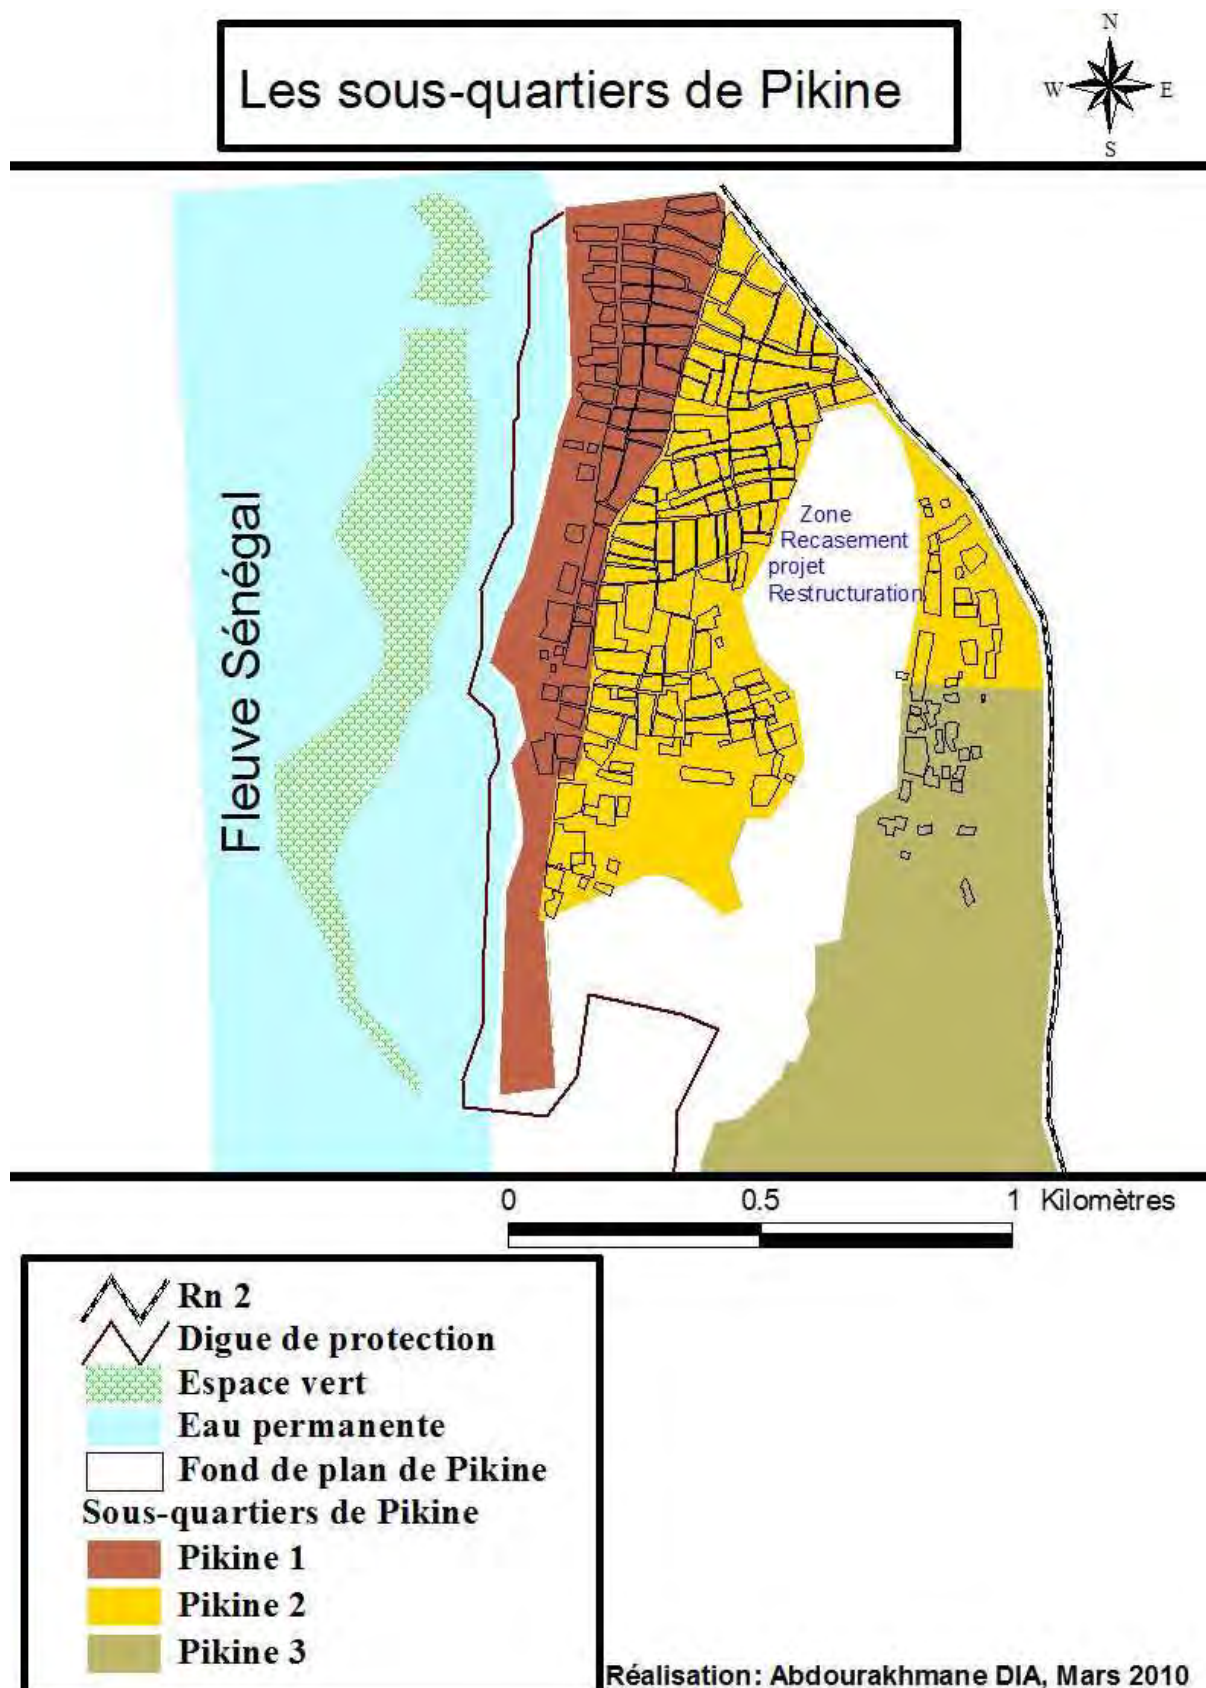 Les sous-quartiers de Pikine
N
W
E
S
Fleuve Sénégal
Zone
Recasement
projet
Restructuration
0 0.5 1 Kilomètres
Rn 2
Digue de protection
Espace vert
Eau permanente
Fond de plan de Pikine
Sous-quartiers de Pikine
Pikine 1
Pikine 2
Pikine 3
Réalisation: Abdourakhmane DIA, Mars 2010